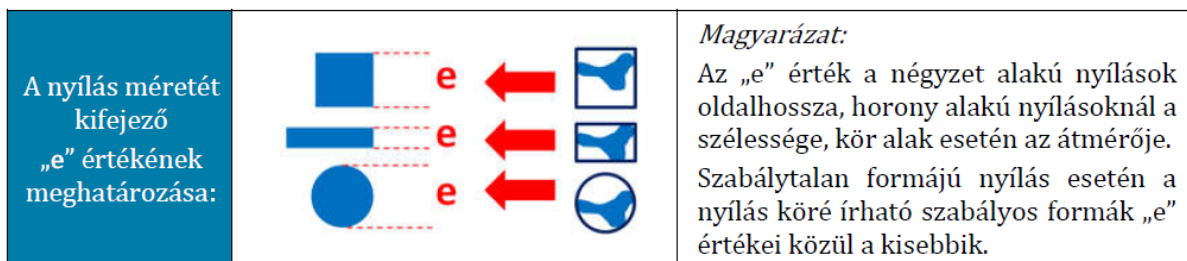 A nyílás méretét
kifejező
„e” értékének
meghatározása:
e
e
e
Magyarázat:
Az „e” érték a négyzet alakú nyílások
oldalhossza, horony alakú nyílásoknál a
szélessége, kör alak esetén az átmérője.
Szabálytalan formájú nyílás esetén a
nyílás köré írható szabályos formák „e”
értékei közül a kisebbik.